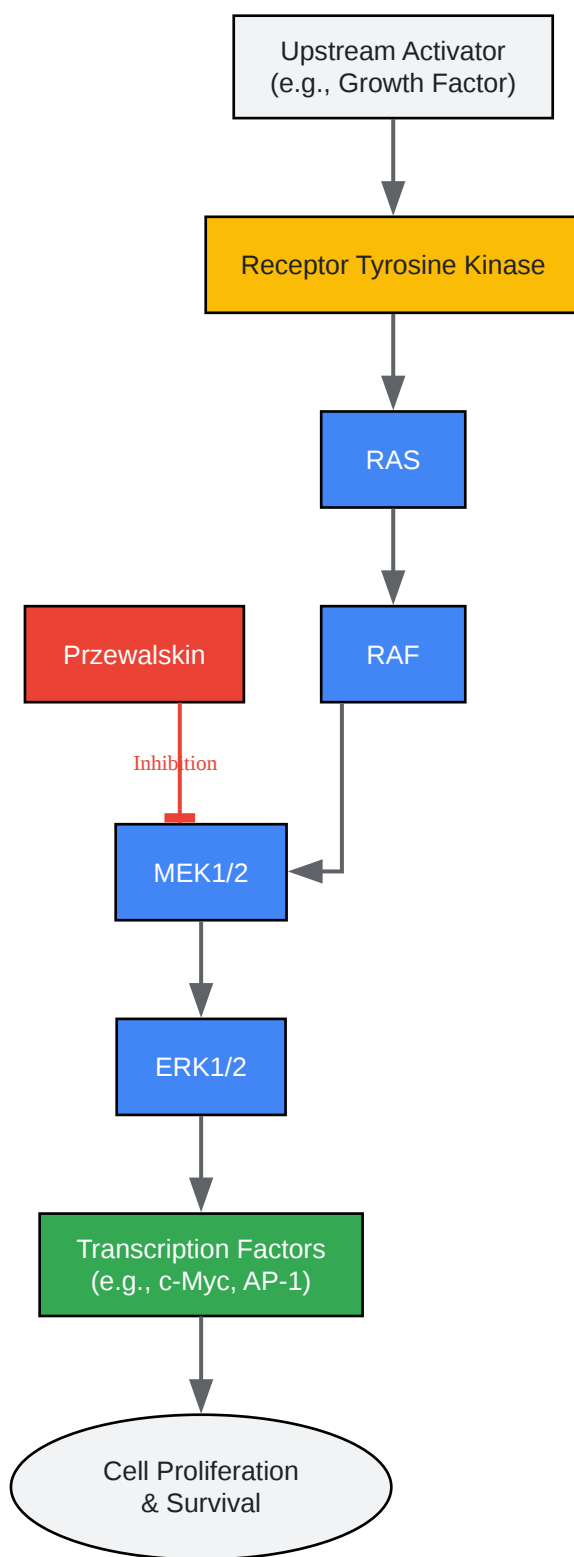 Upstream Activator
(e.g., Growth Factor)
Receptor Tyrosine Kinase
RAS
Przewalskin
RAF
Inhibition
MEK1/2
ERK1/2
Transcription Factors
(e.g., c-Myc, AP-1)
Cell Proliferation
& Survival